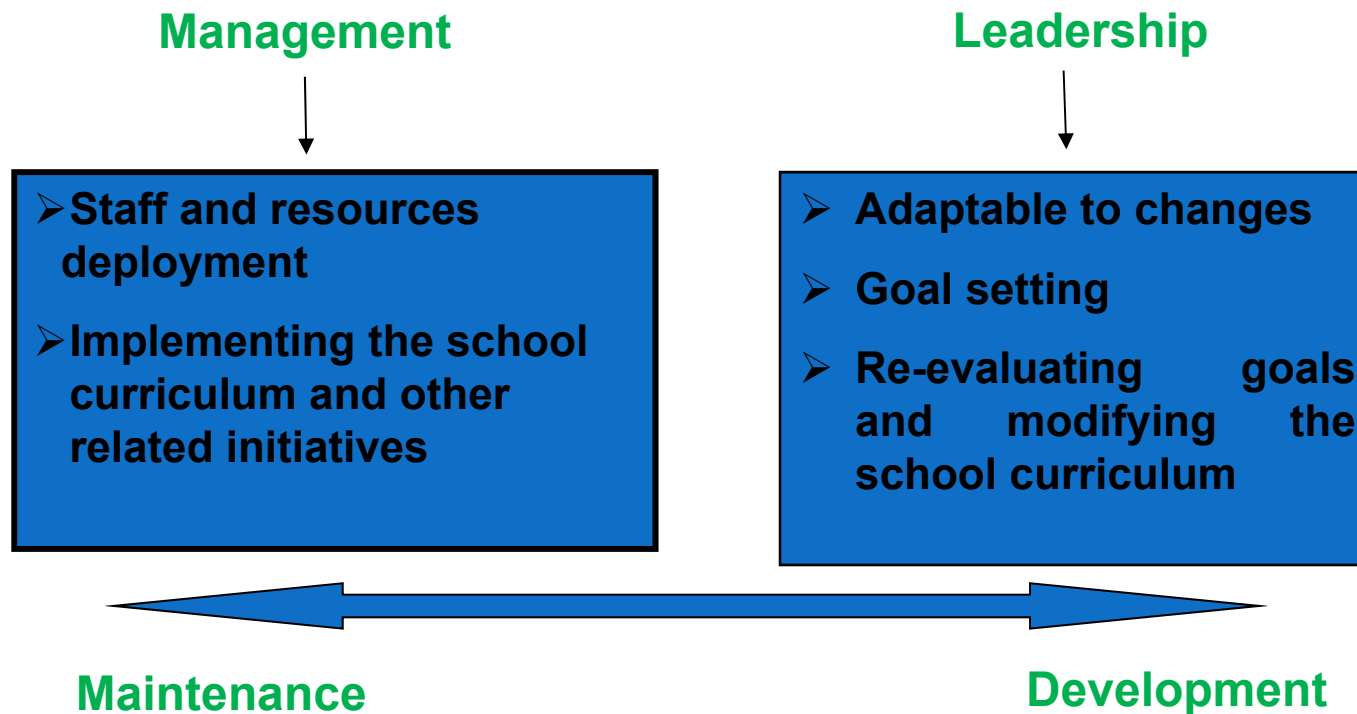 Management
Leadership
➢Staff and resources
deployment
➢Implementing the school
curriculum and other
related initiatives
➢ Adaptable to changes
➢ Goal setting
➢ Re-evaluating goals
and modifying the
school curriculum
Maintenance
Development